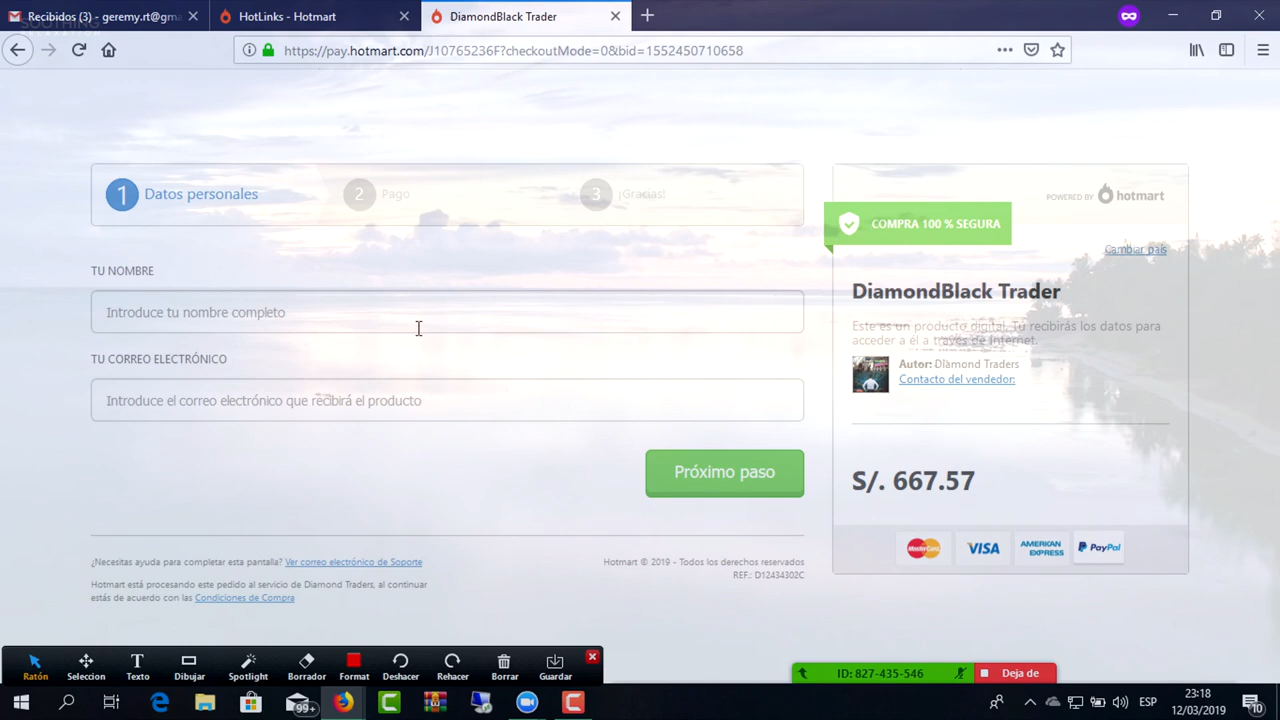 Recibidos (3) - geremy.rt@gma
HotLinks - Hotmart
DiamondBlack Trader
SOOTHING
RELAXATION
https://pay.hotmart.com/J10765236F?checkoutMode=0&bid=1552450710658
1 Datos personales
2 Pago
3 ¡Gracias!
TU NOMBRE
Introduce tu nombre completo
TU CORREO ELECTRÓNICO
Introduce el correo electrónico que recibirá el producto
Próximo paso
¿Necesitas ayuda para completar esta pantalla? Ver correo electrónico de Soporte
Hotmart está procesando este pedido al servicio de Diamond Traders, al continuar
estás de acuerdo con las Condiciones de Compra
Hotmart © 2019 - Todos los derechos reservados
REF.: D12434302C
POWERED BY hotmart
COMPRA 100 % SEGURA
Cambiar país
DiamondBlack Trader
Este es un producto digital. Tú recibirás los datos para
acceder a él a través de Internet.
Autor: Diamond Traders
Contacto del vendedor:
S/. 667.57
MasterCard
VISA
AMERICAN
EXPRESS
PayPal
Ratón
Selección
Texto
Dibujar
Spotlight
Borrador
Format
Deshacer
Rehacer
Borrar
Guardar
ID: 827-435-546
Deja de
99+
ESP
23:18
12/03/2019
10